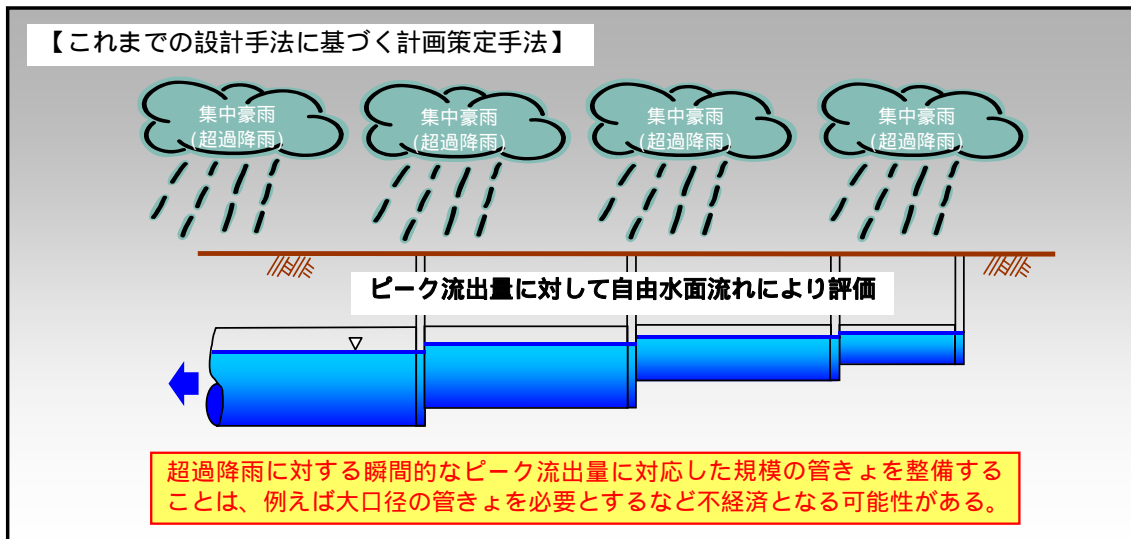 【これまでの設計手法に基づく計画策定手法】
集中豪雨
(超過降雨)
集中豪雨
(超過降雨)
集中豪雨
(超過降雨)
集中豪雨
(超過降雨)
ピーク流出量に対して自由水面流れにより評価
超過降雨に対する瞬間的なピーク流出量に対応した規模の管きょを整備する
ことは、例えば大口径の管きょを必要とするなど不経済となる可能性がある。